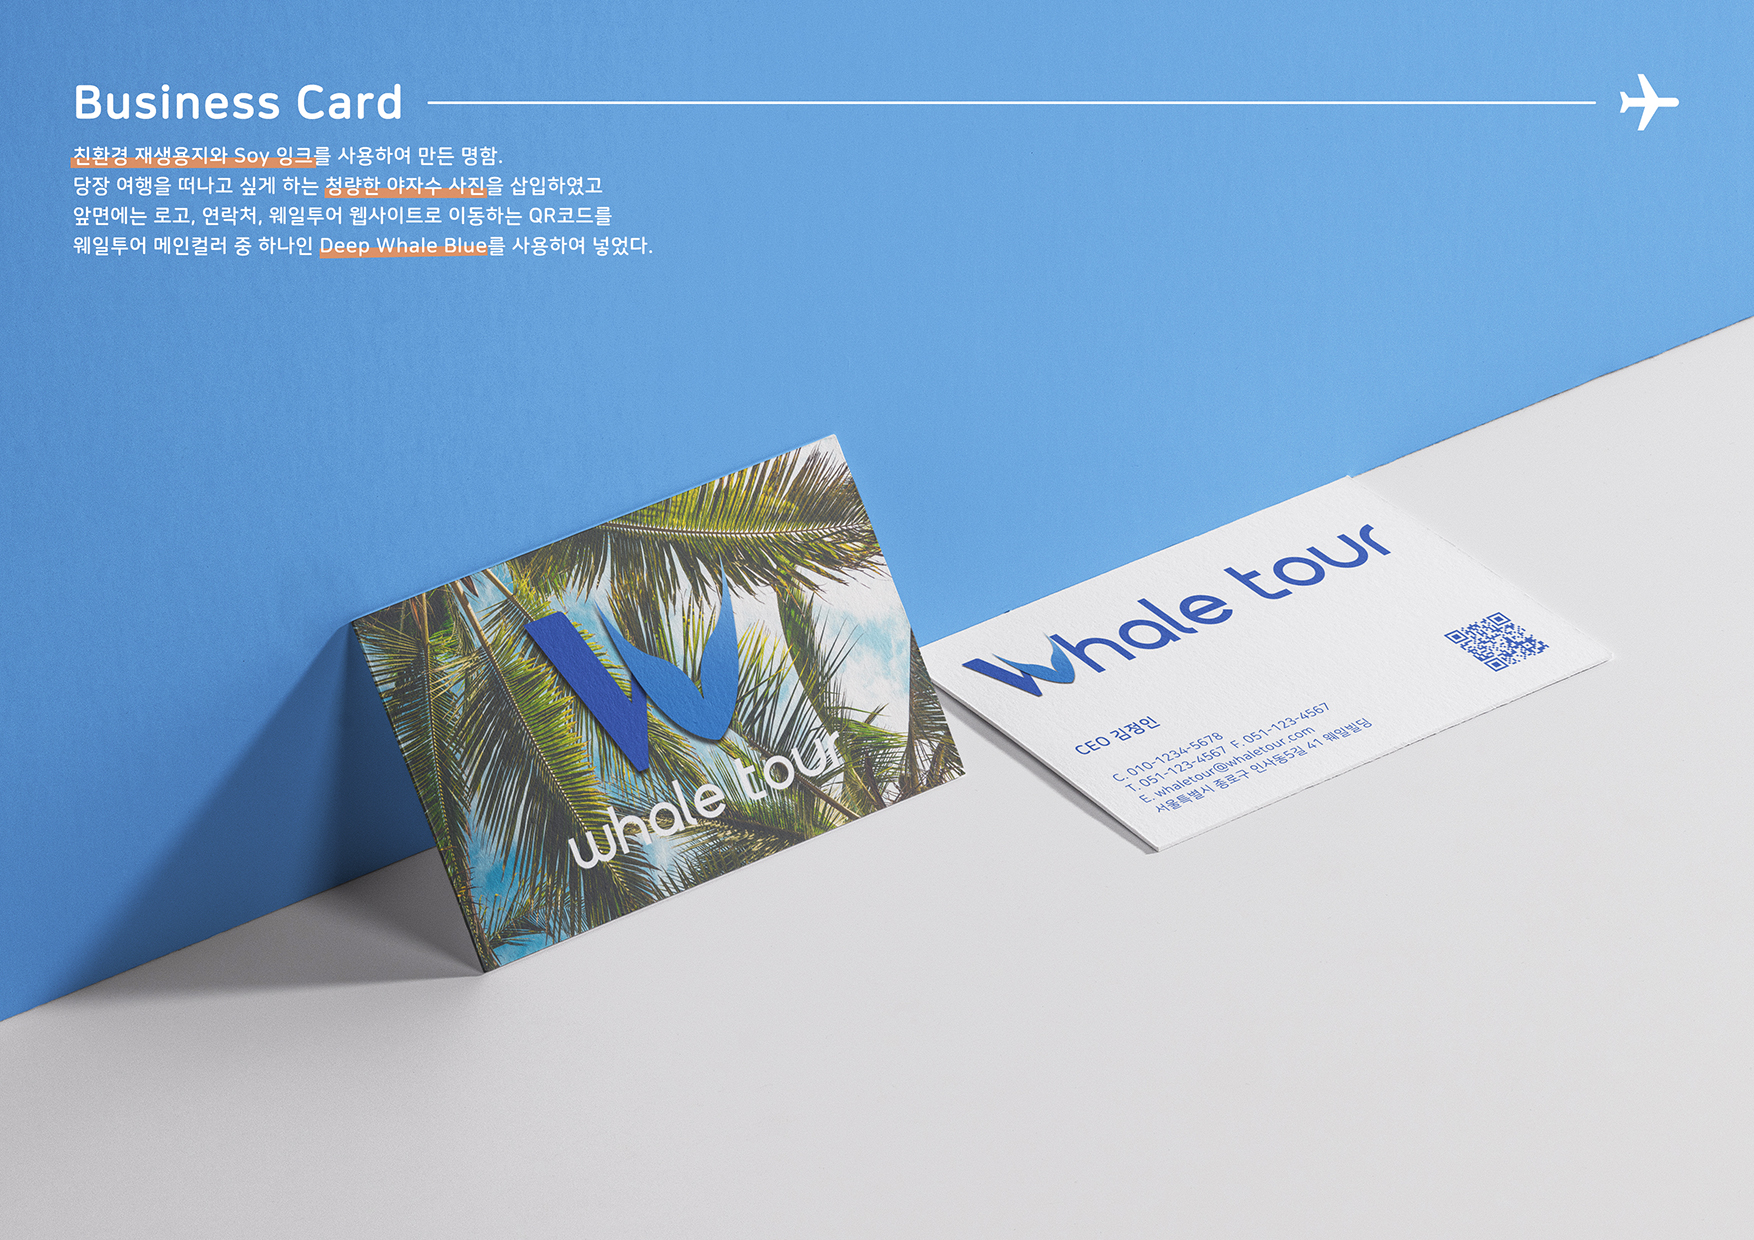 Business Card
친환경 재생용지와 Soy 잉크를 사용하여 만든 명함.
당장 여행을 떠나고 싶게 하는 청량한 야자수 사진을 삽입하였고
앞면에는 로고, 연락처, 웨일투어 웹사이트로 이동하는 QR코드를
웨일투어 메인컬러 중 하나인 Deep Whale Blue를 사용하여 넣었다.
whale tour
whale tour
CEO 김정인
C. 010-1234-5678
T. 051-123-4567 F. 051-123-4567
E. whaletour@whaletour.com
서울특별시 종로구 인사동5길 41 웨일빌딩